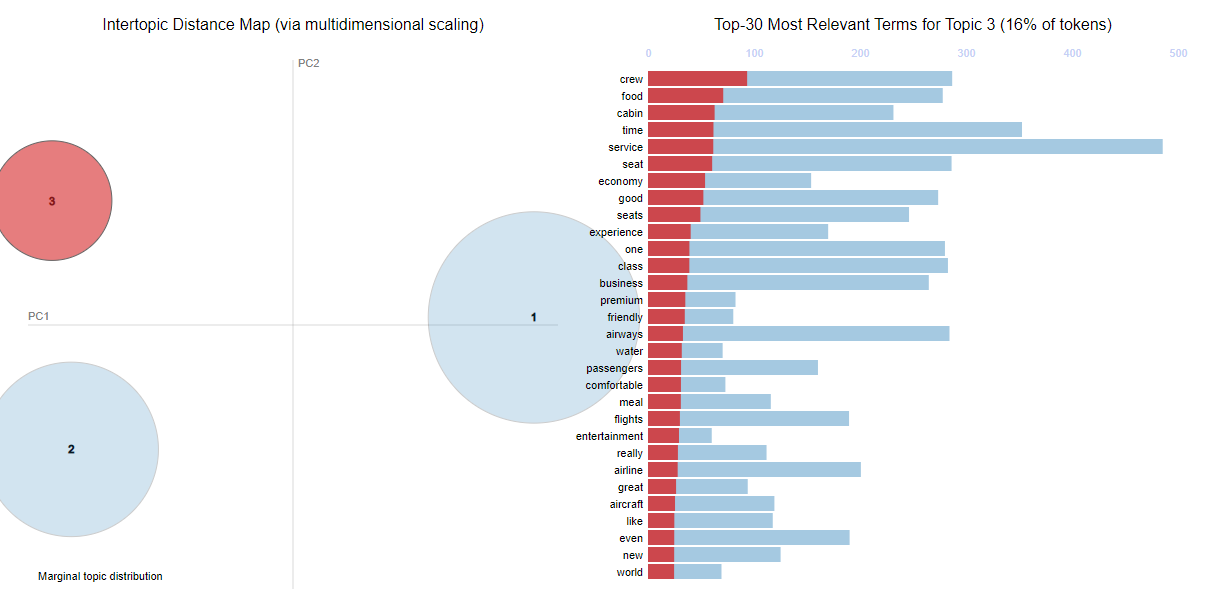 Intertopic Distance Map (via multidimensional scaling)
PC2
3
1
PC1
2
Marginal topic distribution
Top-30 Most Relevant Terms for Topic 3 (16% of tokens)
0 100 200 300 400 500
crew
food
cabin
time
service
seat
economy
good
seats
experience
one
class
business
premium
friendly
airways
water
passengers
comfortable
meal
flights
entertainment
really
airline
great
aircraft
like
even
new
world